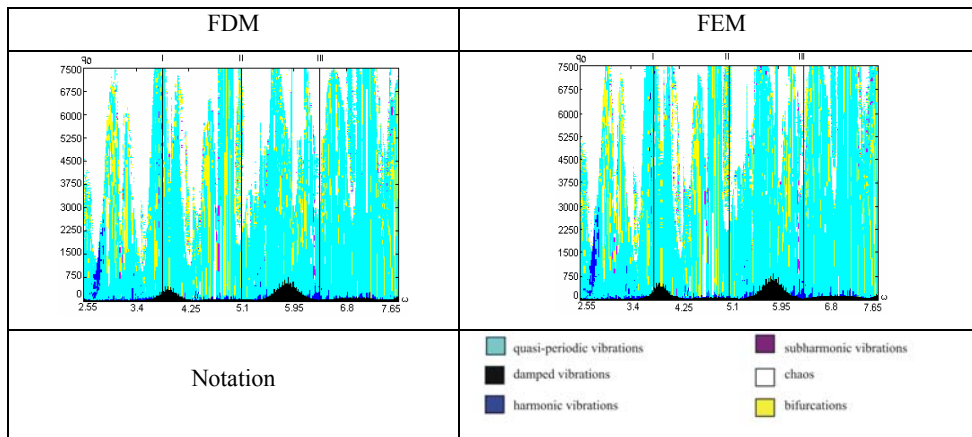 FDM
FEM
q0
I
II
III
7500
6750
6000
5250
4500
3750
3000
2250
1500
750
0
2.55
3.4
4.25
5.1
5.95
6.8
7.65
ω
q0
I
II
III
7500
6750
6000
5250
4500
3750
3000
2250
1500
750
0
2.55
3.4
4.25
5.1
5.95
6.8
7.65
ω
Notation
quasi-periodic vibrations
subharmonic vibrations
damped vibrations
chaos
harmonic vibrations
bifurcations